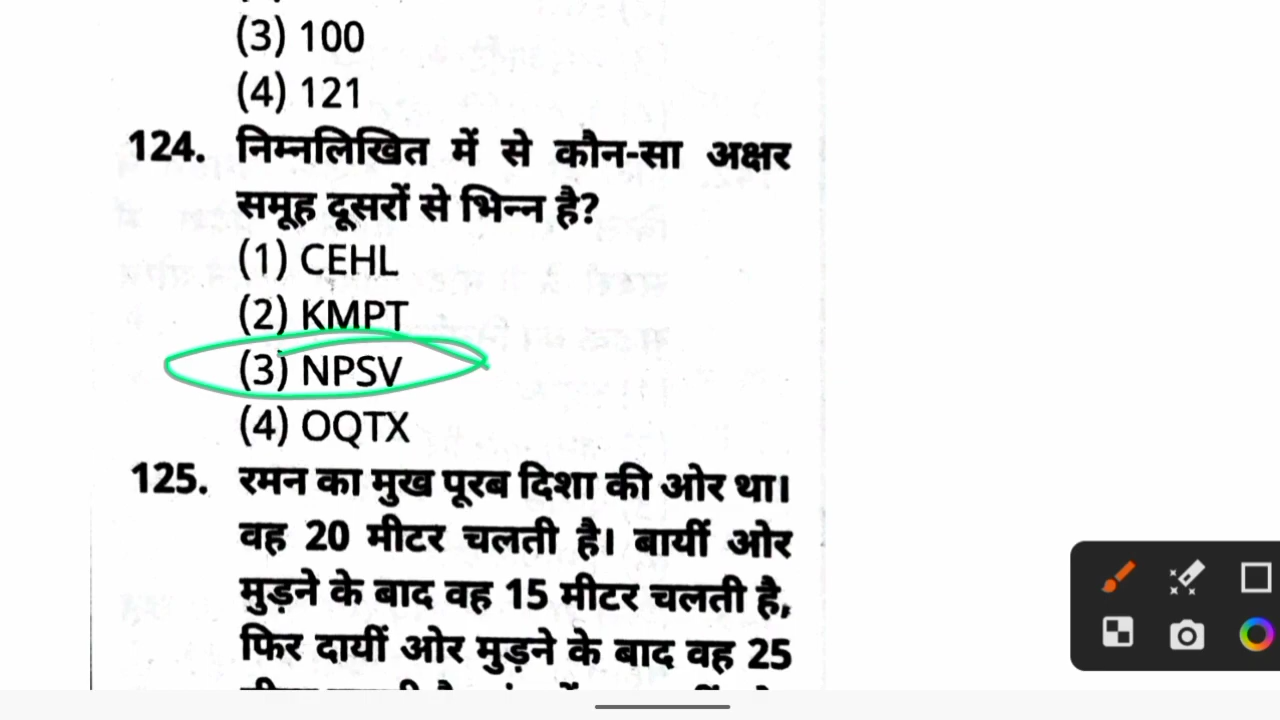 (3) 100
(4) 121
124. निम्नलिखित में से कौन-सा अक्षर
समूह दूसरों से भिन्न है?
(1) CEHL
(2) KMPT
(3) NPSV
(4) OQTX
125. रमन का मुख पूरब दिशा की ओर था।
वह 20 मीटर चलती है। बायीं ओर
मुड़ने के बाद वह 15 मीटर चलती है,
फिर दायीं ओर मुड़ने के बाद वह 25